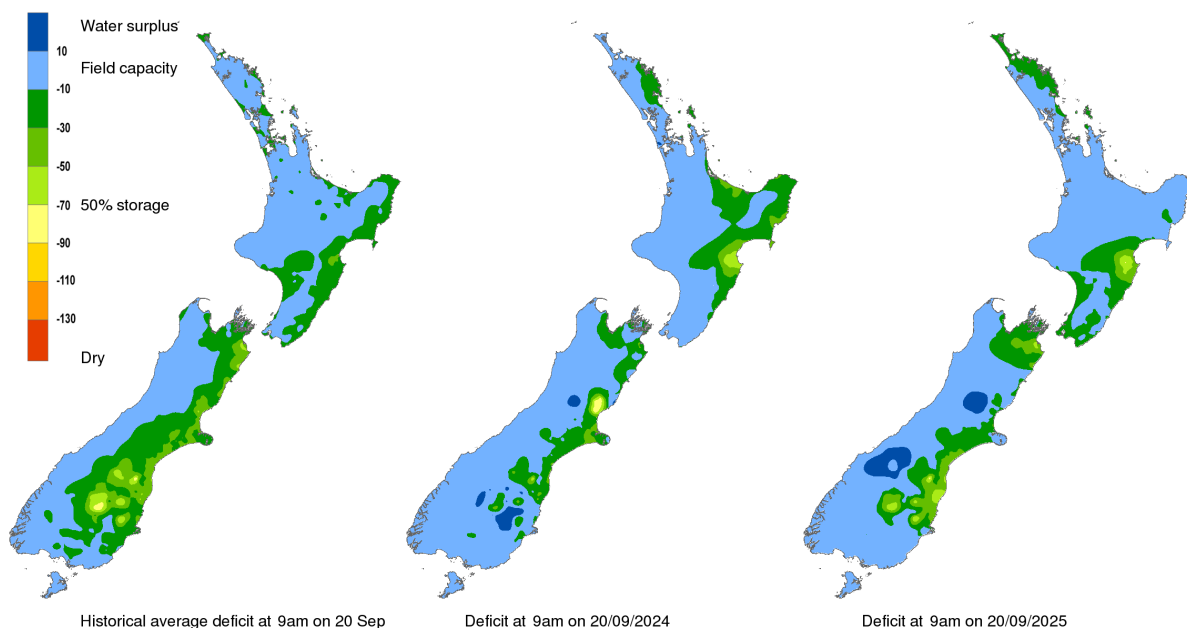 Water surplus
10
Field capacity
-10
-30
-50
-70
50% storage
-90
-110
-130
Dry
Historical average deficit at 9am on 20 Sep
Deficit at 9am on 20/09/2024
Deficit at 9am on 20/09/2025